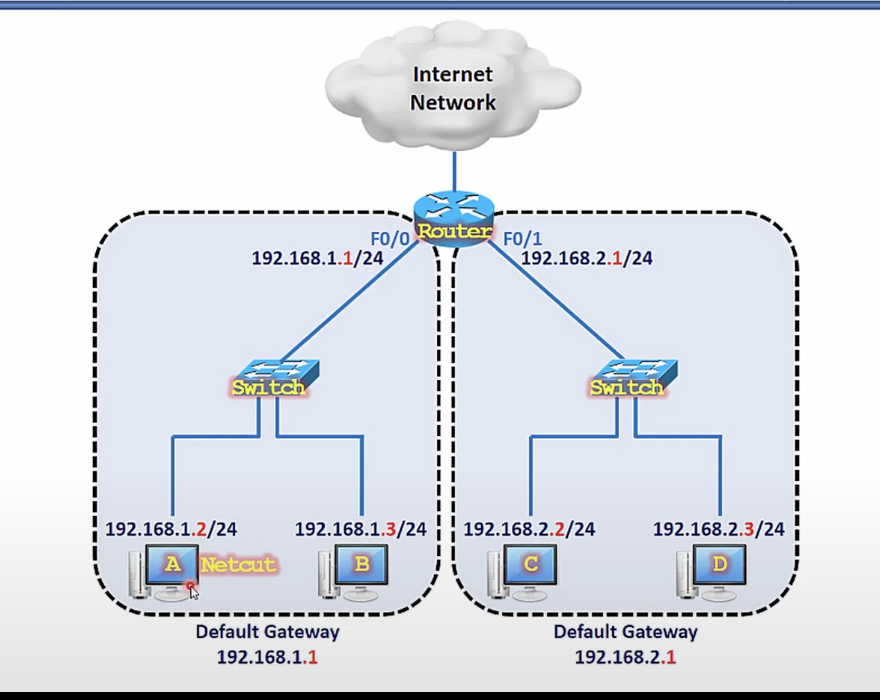 Internet
Network
Router
F0/0
F0/1
192.168.1.1/24
192.168.2.1/24
Switch
Switch
192.168.1.2/24
192.168.1.3/24
192.168.2.2/24
192.168.2.3/24
A
Netcut
B
C
D
Default Gateway
192.168.1.1
Default Gateway
192.168.2.1